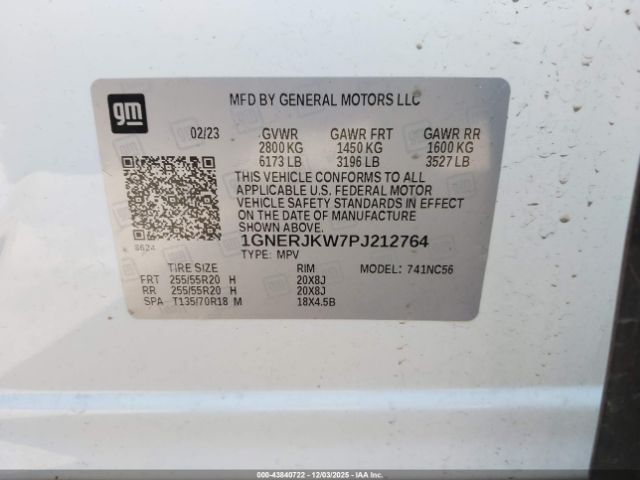 gm
MFD BY GENERAL MOTORS LLC
02/23 GVWR GAWR FRT GAWR RR
2800 KG 1450 KG 1600 KG
6173 LB 3196 LB 3527 LB
THIS VEHICLE CONFORMS TO ALL
APPLICABLE U.S. FEDERAL MOTOR
VEHICLE SAFETY STANDARDS IN EFFECT
ON THE DATE OF MANUFACTURE
SHOWN ABOVE.
8624
1GNERJKW7PJ212764
TYPE: MPV
TIRE SIZE RIM MODEL: 741NC56
FRT 255/55R20 H 20X8J
RR 255/55R20 H 20X8J
SPA T135/70R18 M 18X4.5B
000-43840722 - 12/03/2025 - IAAI.COM